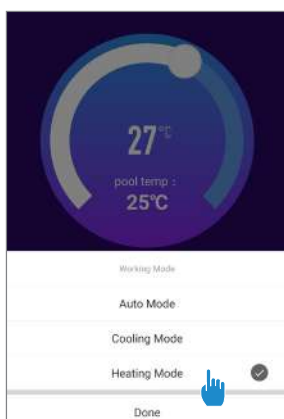 27°C
pool temp :
25°C
Working Mode
Auto Mode
Cooling Mode
Heating Mode
Done